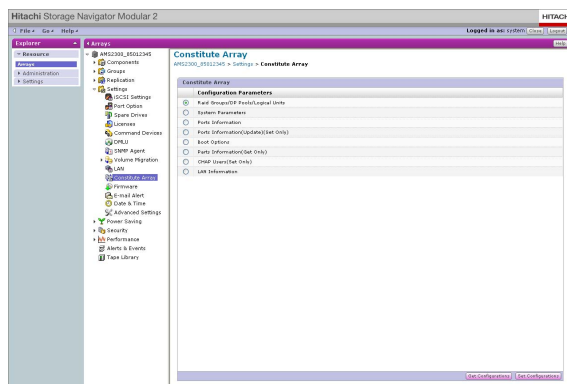 Hitachi Storage Navigator Modular 2
HITACH
File Go Help
Logged in as: system Close Logout
Explorer
Resource
Arrays
Administration
Settings
Arrays
Help
AMS2300_85012345
Components
Groups
Replication
Settings
iSCSI Settings
Port Option
Spare Drives
Licenses
Command Devices
DMLU
SNMP Agent
Volume Migration
LAN
Constitute Array
Firmware
E-mail Alert
Date & Time
Advanced Settings
Power Saving
Security
Performance
Alerts & Events
Tape Library
Constitute Array
AMS2300_85012345 > Settings > Constitute Array
Constitute Array
Configuration Parameters
Raid Groups/DP Pools/Logical Units
System Parameters
Ports Information
Ports Information(Update)(Set Only)
Boot Options
Parts Information(Get Only)
CHAP Users(Set Only)
LAN Information
Get Configurations Set Configurations